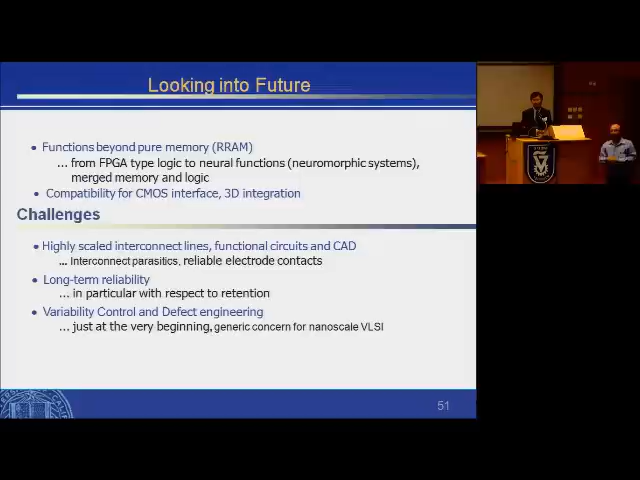 Looking into Future
• Functions beyond pure memory (RRAM)
... from FPGA type logic to neural functions (neuromorphic systems),
merged memory and logic
• Compatibility for CMOS interface, 3D integration
Challenges
• Highly scaled interconnect lines, functional circuits and CAD
... Interconnect parasitics, reliable electrode contacts
• Long-term reliability
... in particular with respect to retention
• Variability Control and Defect engineering
... just at the very beginning, generic concern for nanoscale VLSI
51